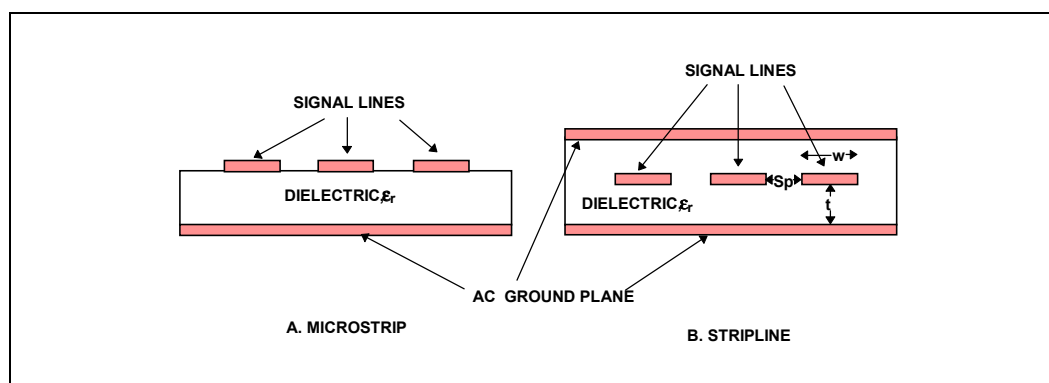 SIGNAL LINES
SIGNAL LINES
w
Sp
DIELECTRIC,εr
DIELECTRIC,εr
t
AC GROUND PLANE
A. MICROSTRIP
B. STRIPLINE